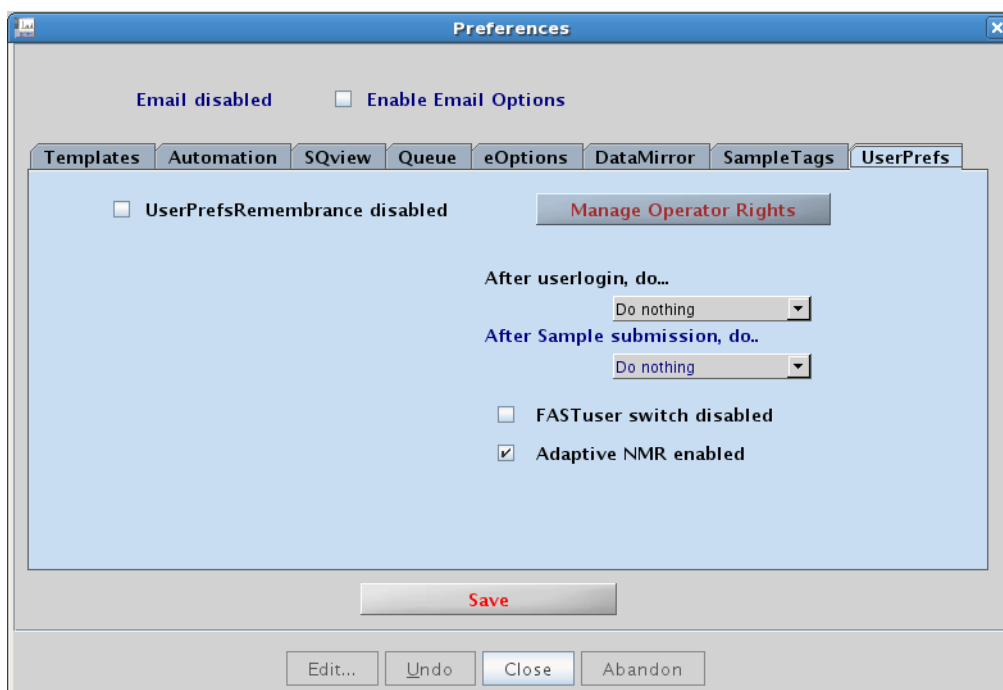 Preferences
Email disabled Enable Email Options
Templates Automation SQview Queue eOptions DataMirror SampleTags UserPrefs
UserPrefsRemembrance disabled Manage Operator Rights
After userlogin, do...
Do nothing
After Sample submission, do..
Do nothing
FASTuser switch disabled
Adaptive NMR enabled
Save
Edit... Undo Close Abandon